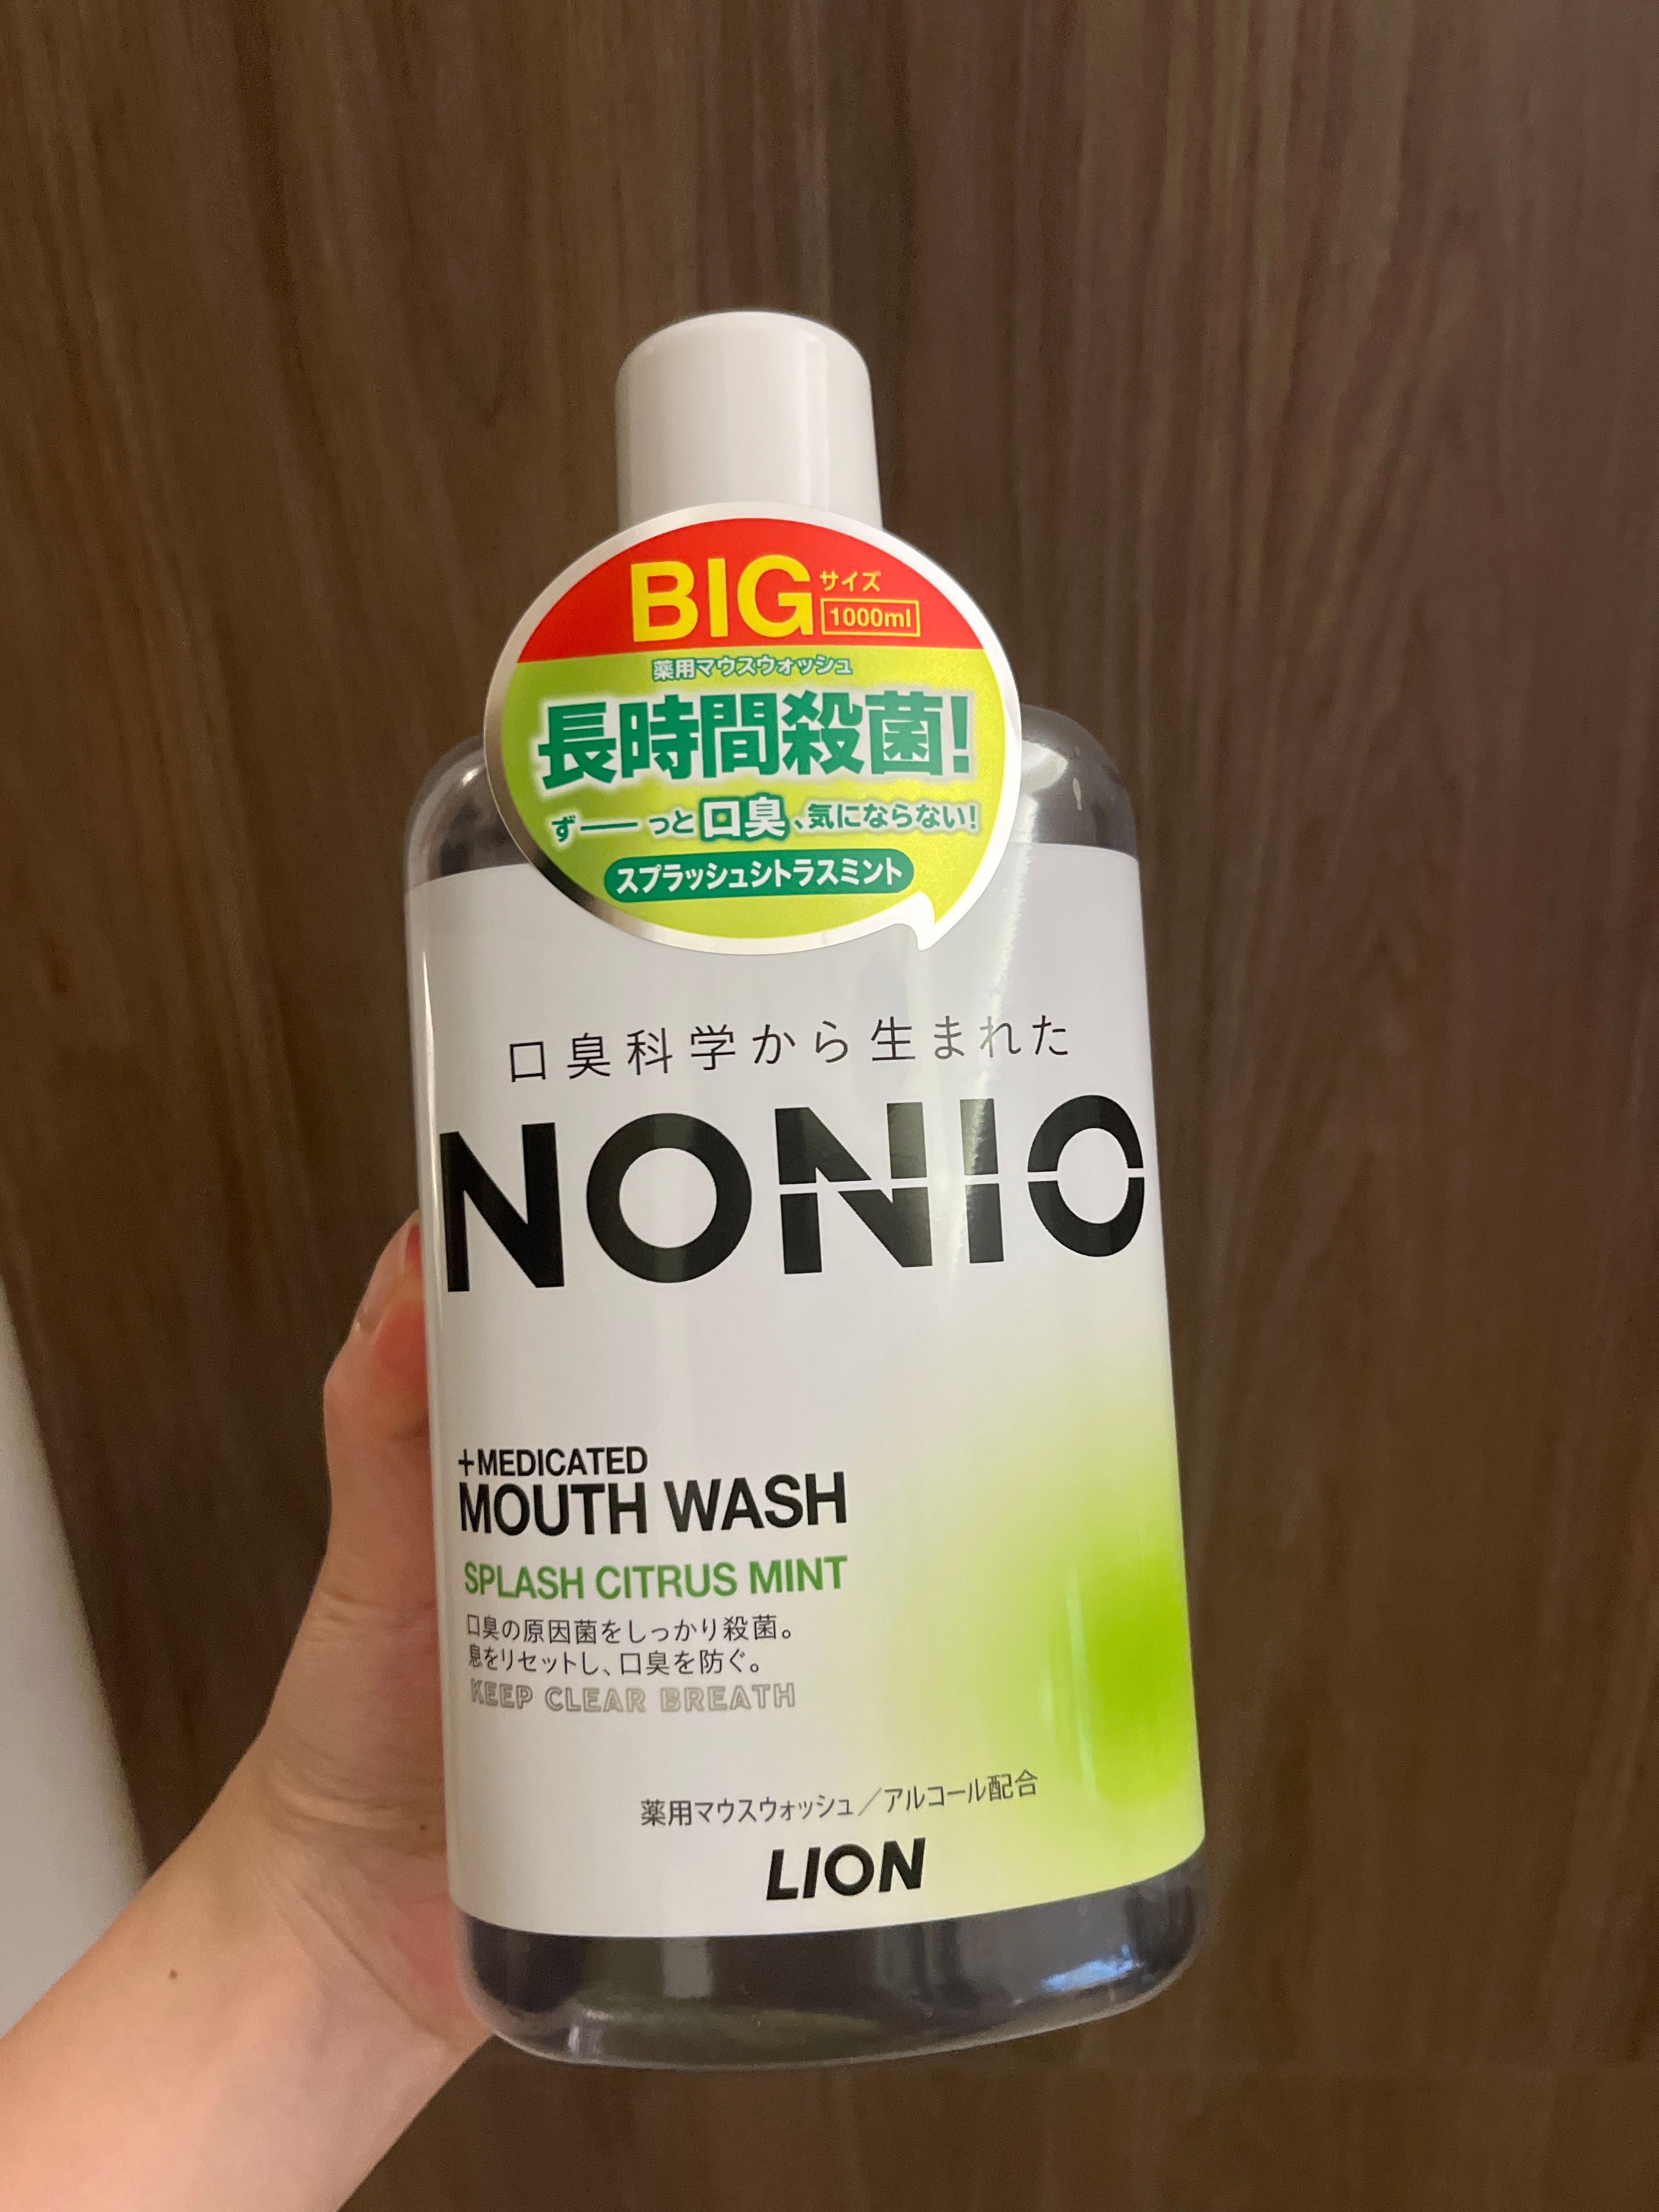 BIG サイズ
1000ml
薬用マウスウォッシュ
長時間殺菌!
ず――っと口臭、気にならない!
スプラッシュシトラスミント
口臭科学から生まれた
NONIO
+MEDICATED
MOUTH WASH
SPLASH CITRUS MINT
口臭の原因菌をしっかり殺菌。
息をリセットし、口臭を防ぐ。
KEEP CLEAR BREATH
薬用マウスウォッシュ／アルコール配合
LION